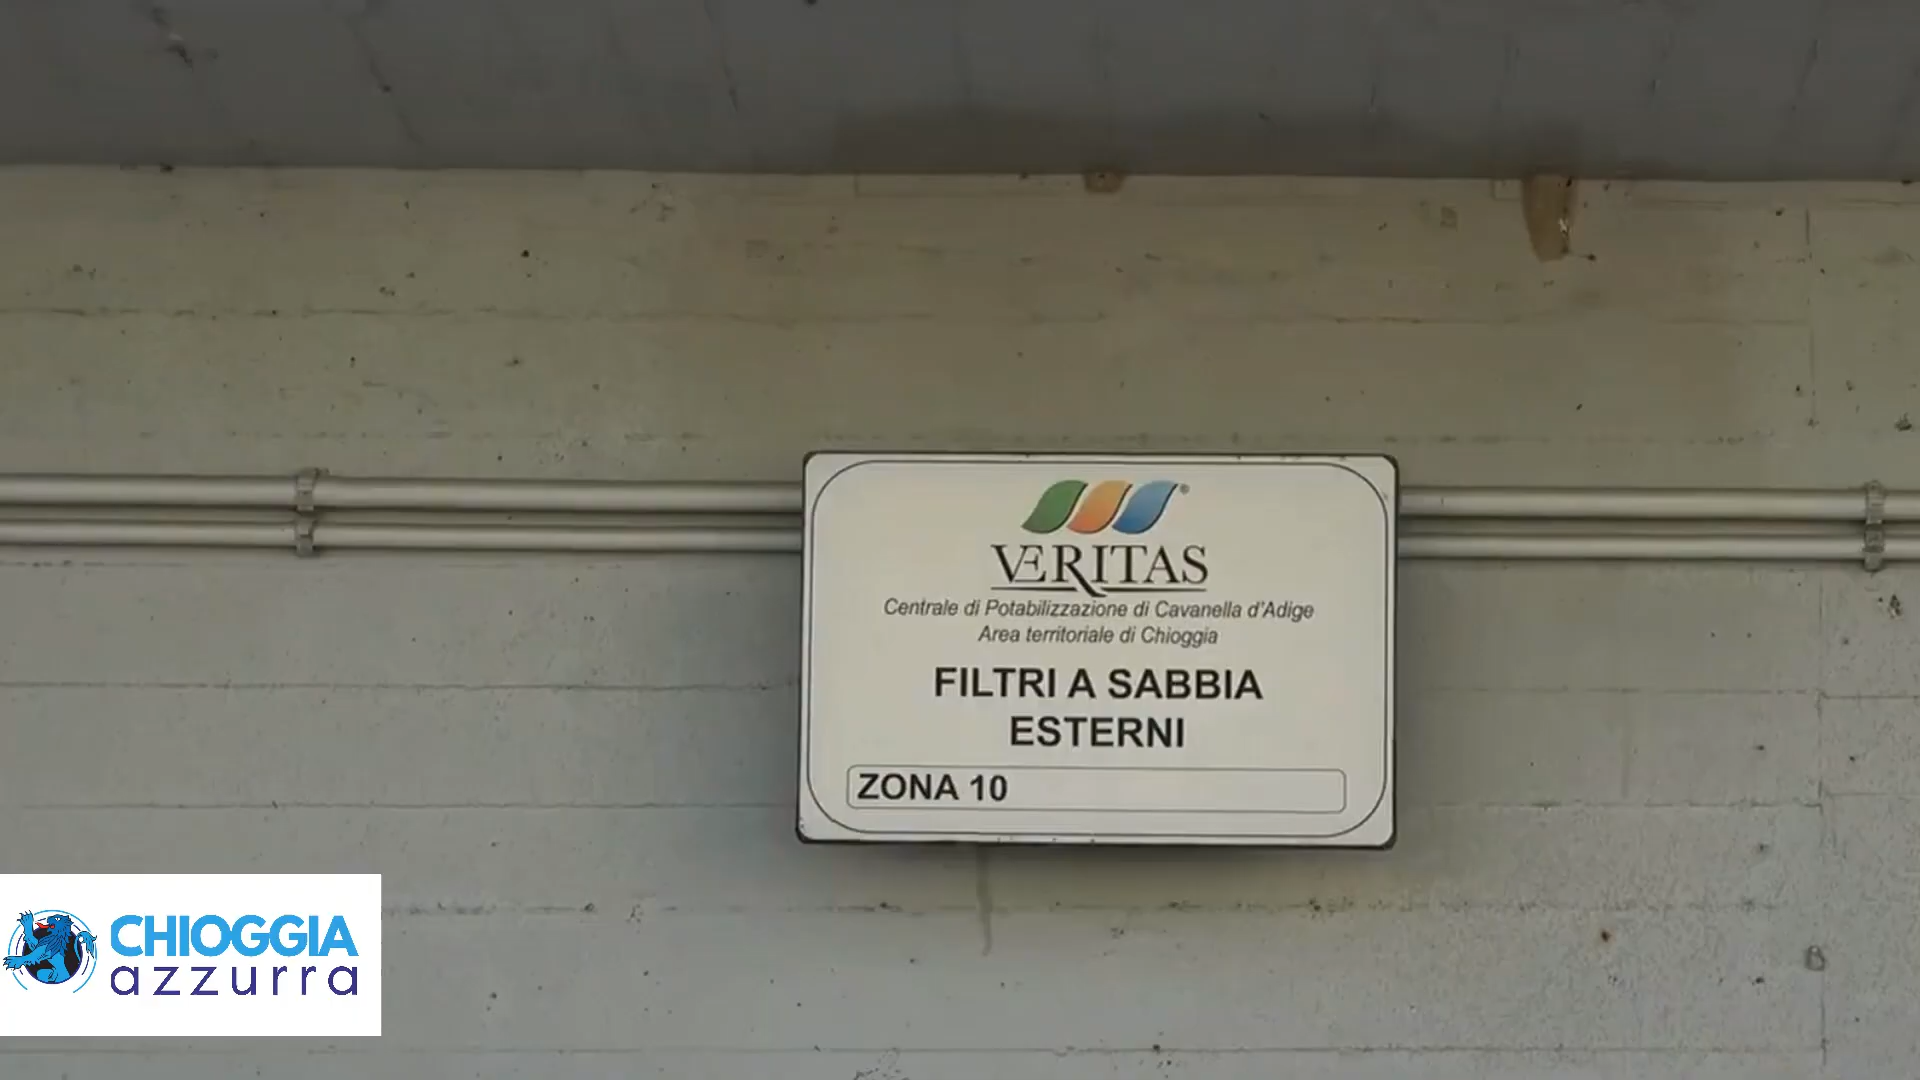 VERITAS®
Centrale di Potabilizzazione di Cavanella d'Adige
Area territoriale di Chioggia
FILTRI A SABBIA
ESTERNI
ZONA 10
CHIOGGIA
azzurra